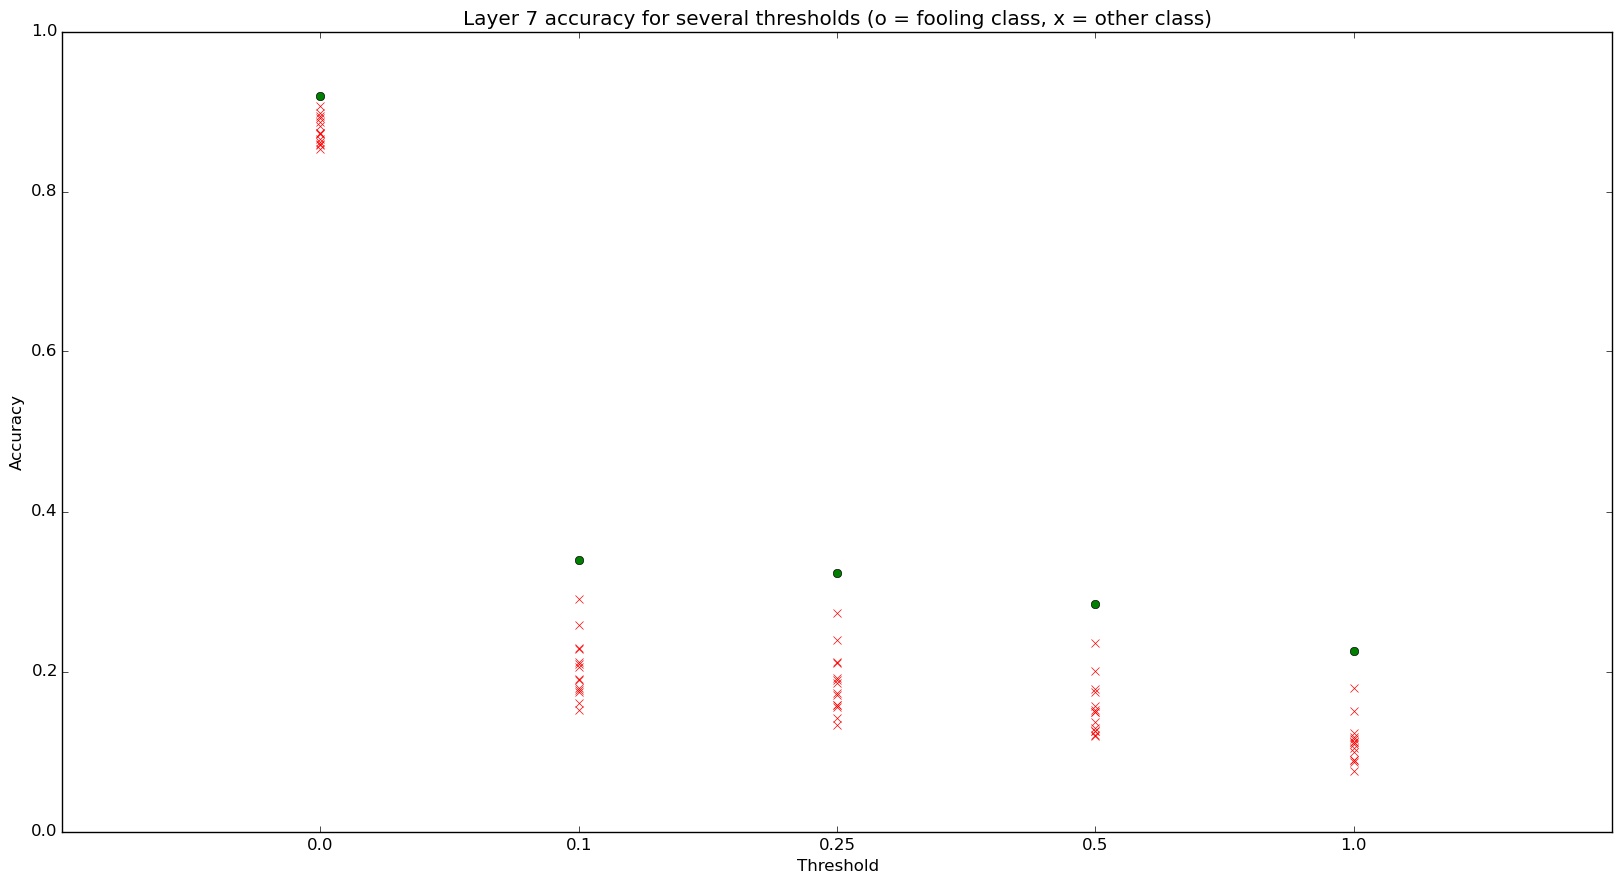 Layer 7 accuracy for several thresholds (o = fooling class, x = other class)
1.0
0.8
0.6
0.4
0.2
0.0
Accuracy
0.0 0.1 0.25 0.5 1.0
Threshold